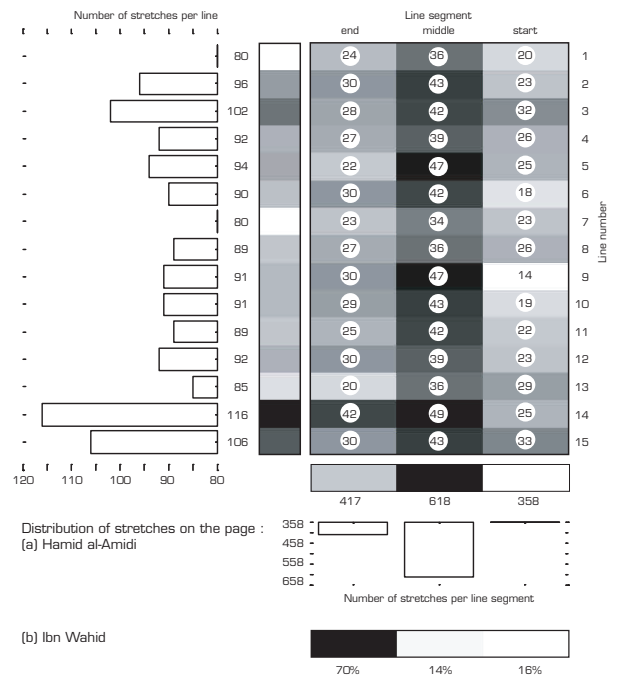 Number of stretches per line
Line segment
end middle start
80 24 36 20 1
96 30 43 23 2
102 28 42 32 3
92 27 39 26 4
94 22 47 25 5
90 30 42 18 6
80 23 34 23 7
89 27 36 26 8
91 30 47 14 9
91 29 43 19 10
89 25 42 22 11
92 30 39 23 12
85 20 36 29 13
116 42 49 25 14
106 30 43 33 15
Line number
120 110 100 90 80
417 618 358
Distribution of stretches on the page :
(a) Hamid al-Amidi
358
458
558
658
Number of stretches per line segment
(b) Ibn Wahid
70% 14% 16%